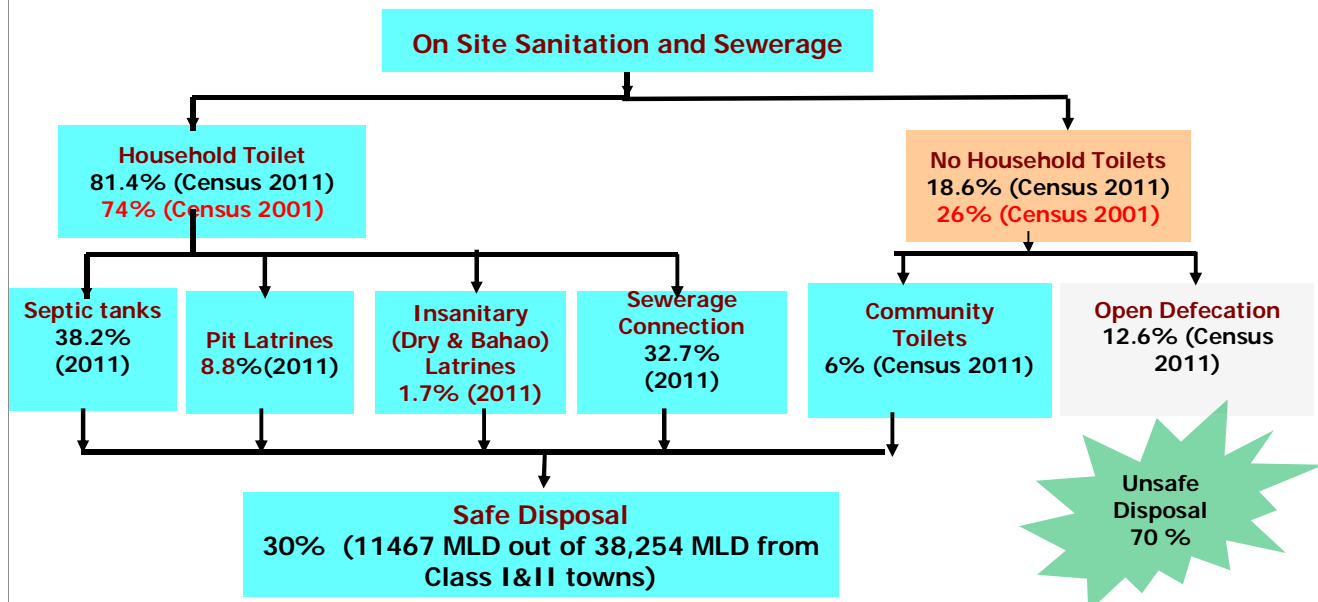 On Site Sanitation and Sewerage
Household Toilet
81.4% (Census 2011)
74% (Census 2001)
No Household Toilets
18.6% (Census 2011)
26% (Census 2001)
Septic tanks
38.2%
(2011)
Pit Latrines
8.8%(2011)
Insanitary
(Dry & Bahao)
Latrines
1.7% (2011)
Sewerage
Connection
32.7%
(2011)
Community
Toilets
6% (Census 2011)
Open Defecation
12.6% (Census
2011)
Safe Disposal
30% (11467 MLD out of 38,254 MLD from
Class I&II towns)
Unsafe
Disposal
70 %